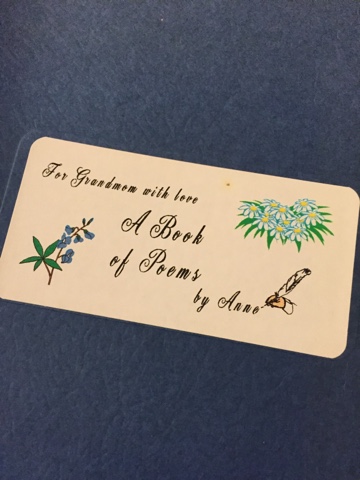 For Grandmom with love
A Book
of Poems
by Anne